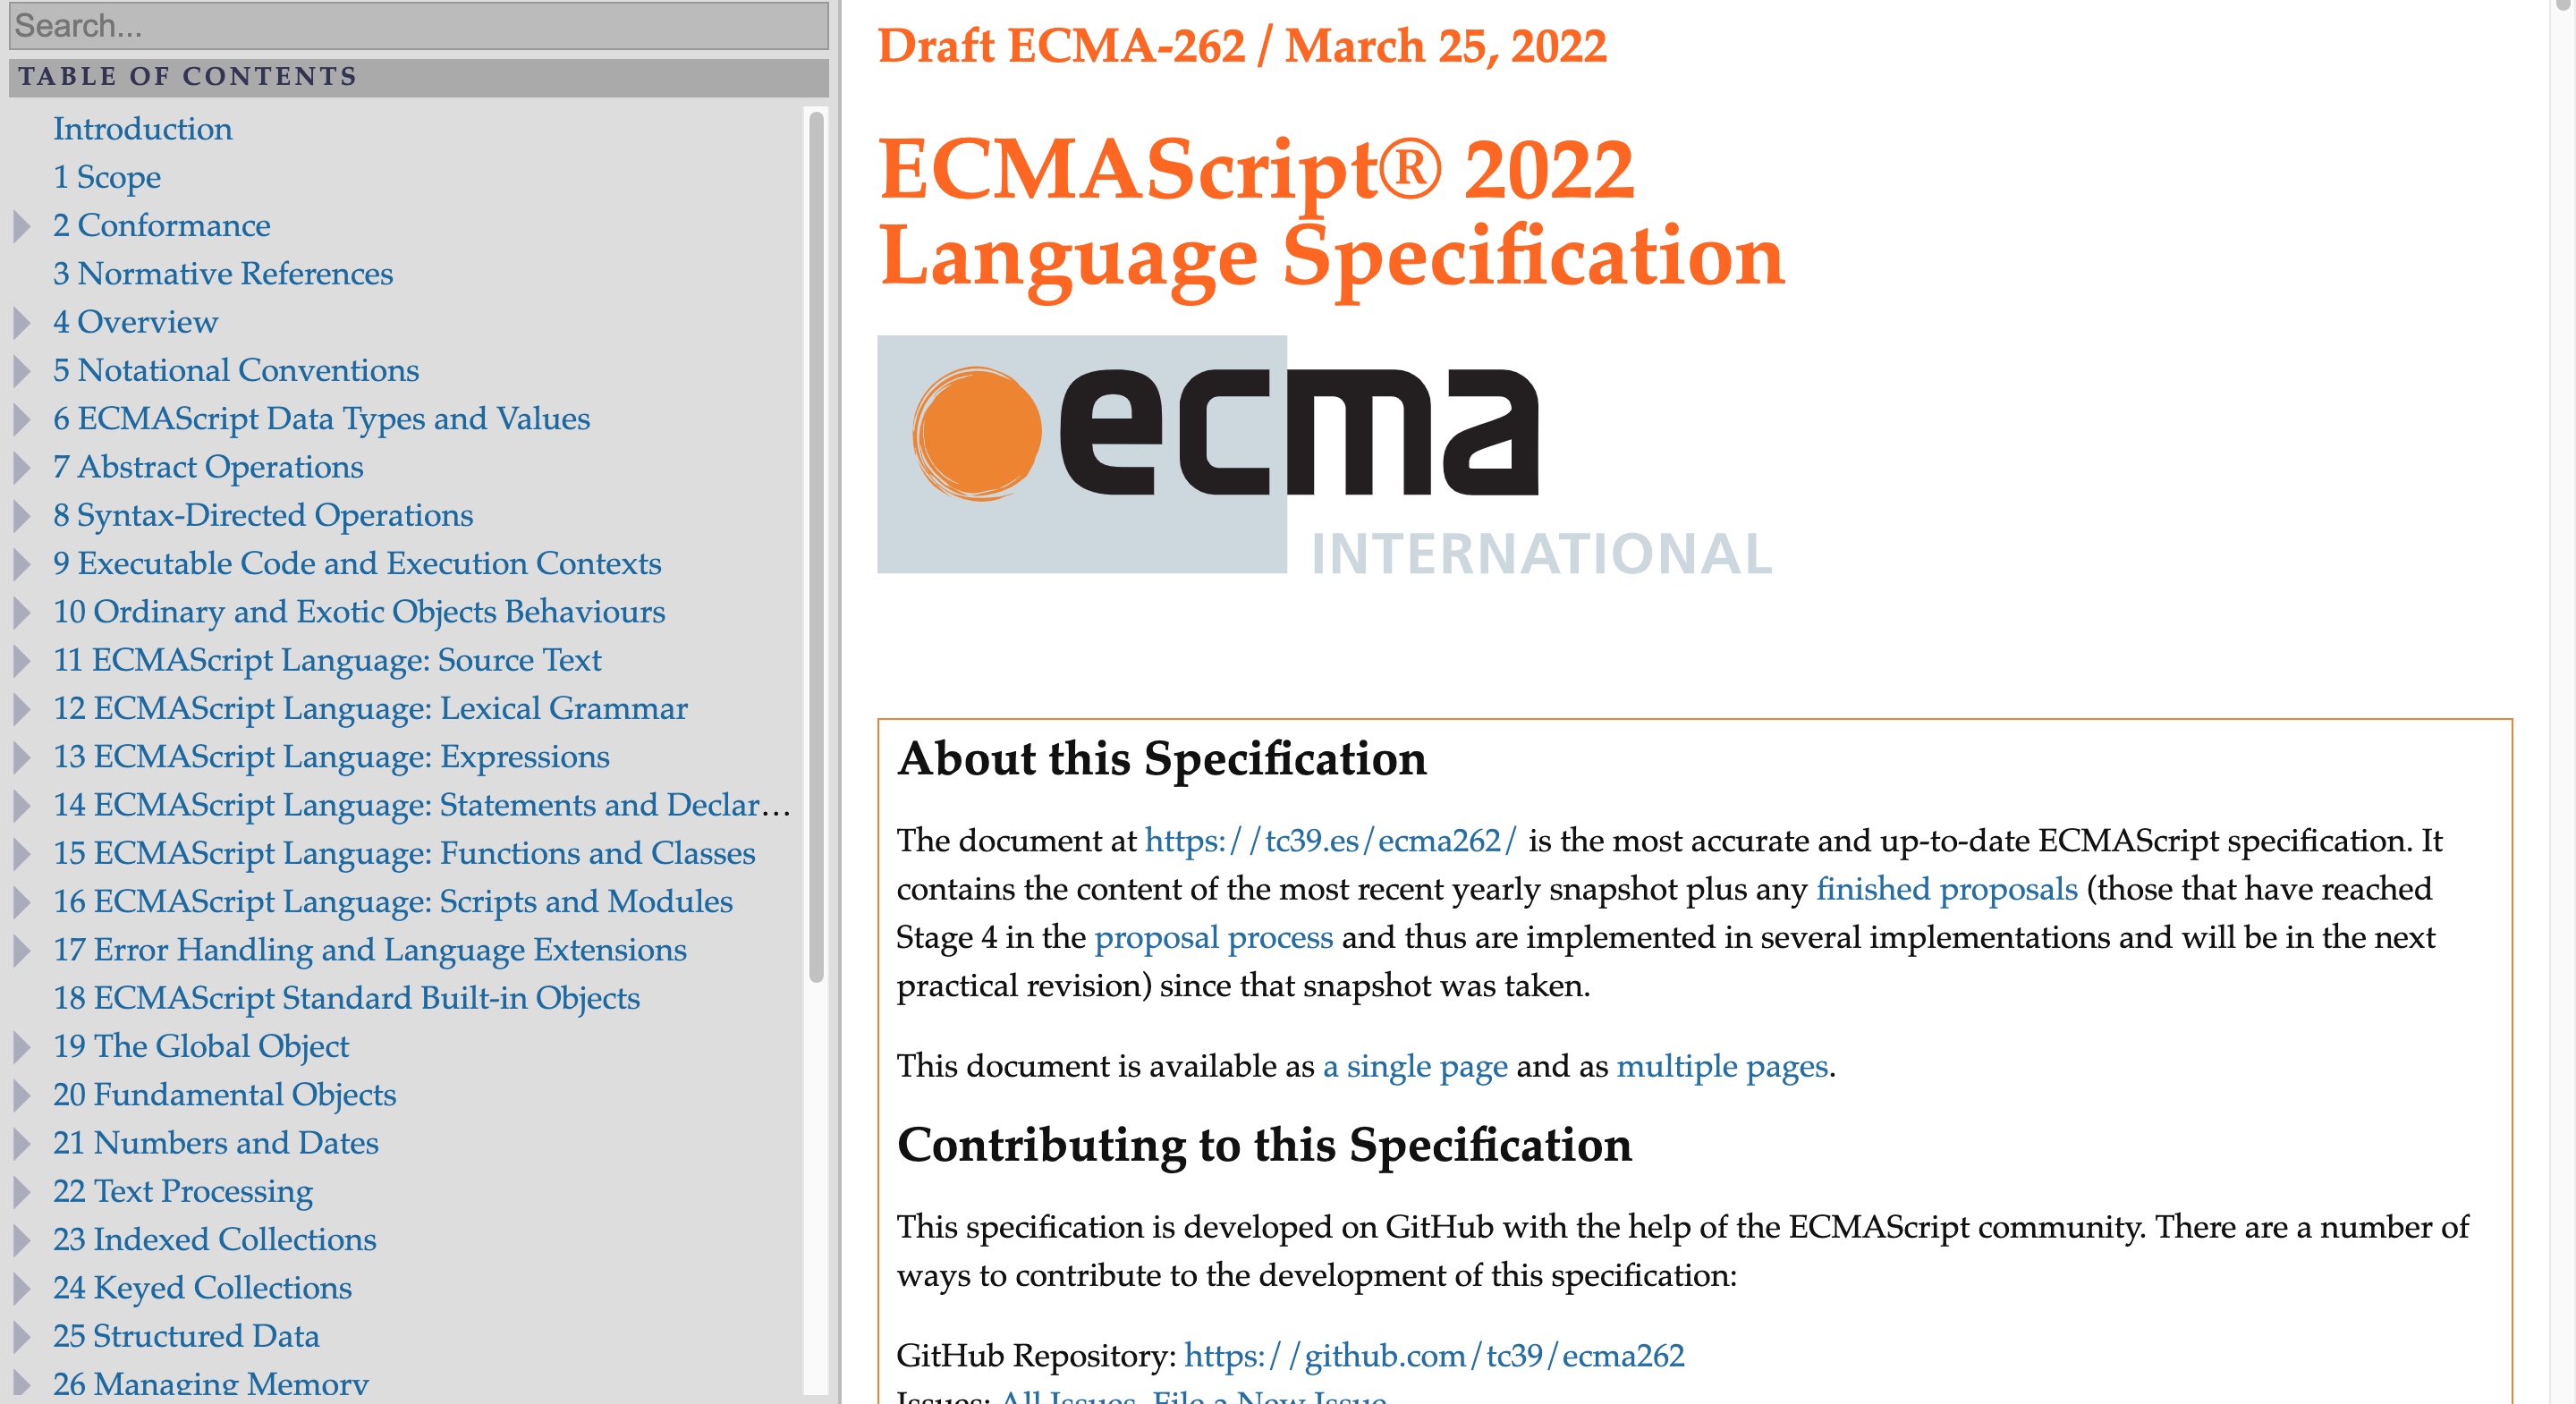 Search...
TABLE OF CONTENTS
Introduction
1 Scope
2 Conformance
3 Normative References
4 Overview
5 Notational Conventions
6 ECMAScript Data Types and Values
7 Abstract Operations
8 Syntax-Directed Operations
9 Executable Code and Execution Contexts
10 Ordinary and Exotic Objects Behaviours
11 ECMAScript Language: Source Text
12 ECMAScript Language: Lexical Grammar
13 ECMAScript Language: Expressions
14 ECMAScript Language: Statements and Declar…
15 ECMAScript Language: Functions and Classes
16 ECMAScript Language: Scripts and Modules
17 Error Handling and Language Extensions
18 ECMAScript Standard Built-in Objects
19 The Global Object
20 Fundamental Objects
21 Numbers and Dates
22 Text Processing
23 Indexed Collections
24 Keyed Collections
25 Structured Data
26 Managing Memory
Draft ECMA-262 / March 25, 2022
ECMAScript® 2022
Language Specification
ecma
INTERNATIONAL
About this Specification
The document at https://tc39.es/ecma262/ is the most accurate and up-to-date ECMAScript specification. It
contains the content of the most recent yearly snapshot plus any finished proposals (those that have reached
Stage 4 in the proposal process and thus are implemented in several implementations and will be in the next
practical revision) since that snapshot was taken.
This document is available as a single page and as multiple pages.
Contributing to this Specification
This specification is developed on GitHub with the help of the ECMAScript community. There are a number of
ways to contribute to the development of this specification:
GitHub Repository: https://github.com/tc39/ecma262
Issues: All Issues, File a New Issue